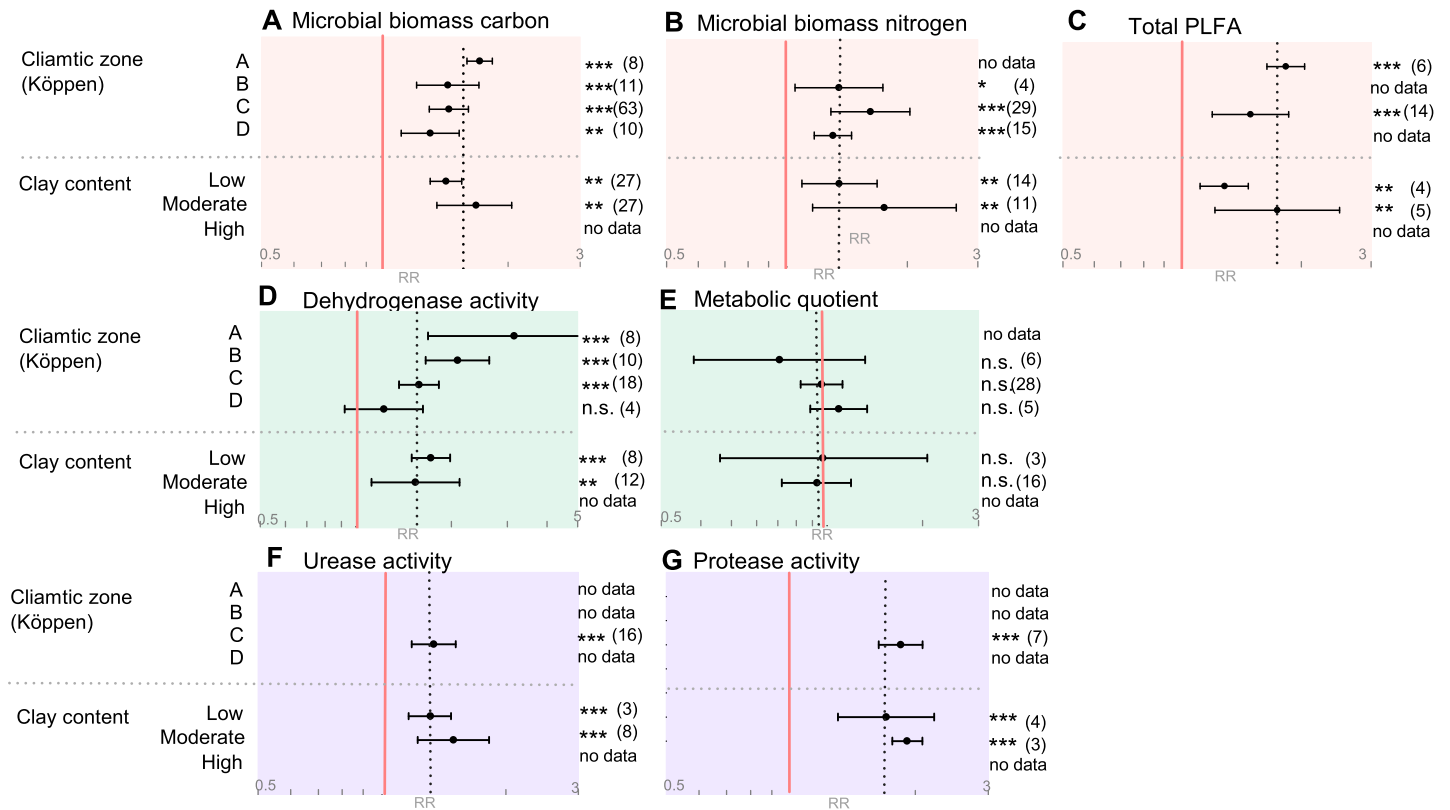 A Microbial biomass carbon
Cliamtic zone
(Köppen)
A *** (8)
B ***(11)
C ***(63)
D ** (10)
Clay content
Low ** (27)
Moderate ** (27)
High no data
0.5 3
RR
B Microbial biomass nitrogen
no data
* (4)
***(29)
***(15)
** (14)
** (11)
no data
RR
0.5 3
RR
C Total PLFA
*** (6)
no data
***(14)
no data
** (4)
** (5)
no data
0.5 3
RR
D Dehydrogenase activity
Cliamtic zone
(Köppen)
A *** (8)
B ***(10)
C ***(18)
D n.s. (4)
Clay content
Low *** (8)
Moderate ** (12)
High no data
0.5 5
RR
E Metabolic quotient
no data
n.s. (6)
n.s.(28)
n.s. (5)
n.s. (3)
n.s. (16)
no data
0.5 3
RR
F Urease activity
Cliamtic zone
(Köppen)
A no data
B no data
C *** (16)
D no data
Clay content
Low *** (3)
Moderate *** (8)
High no data
0.5 3
RR
G Protease activity
no data
no data
*** (7)
no data
*** (4)
*** (3)
no data
0.5 3
RR